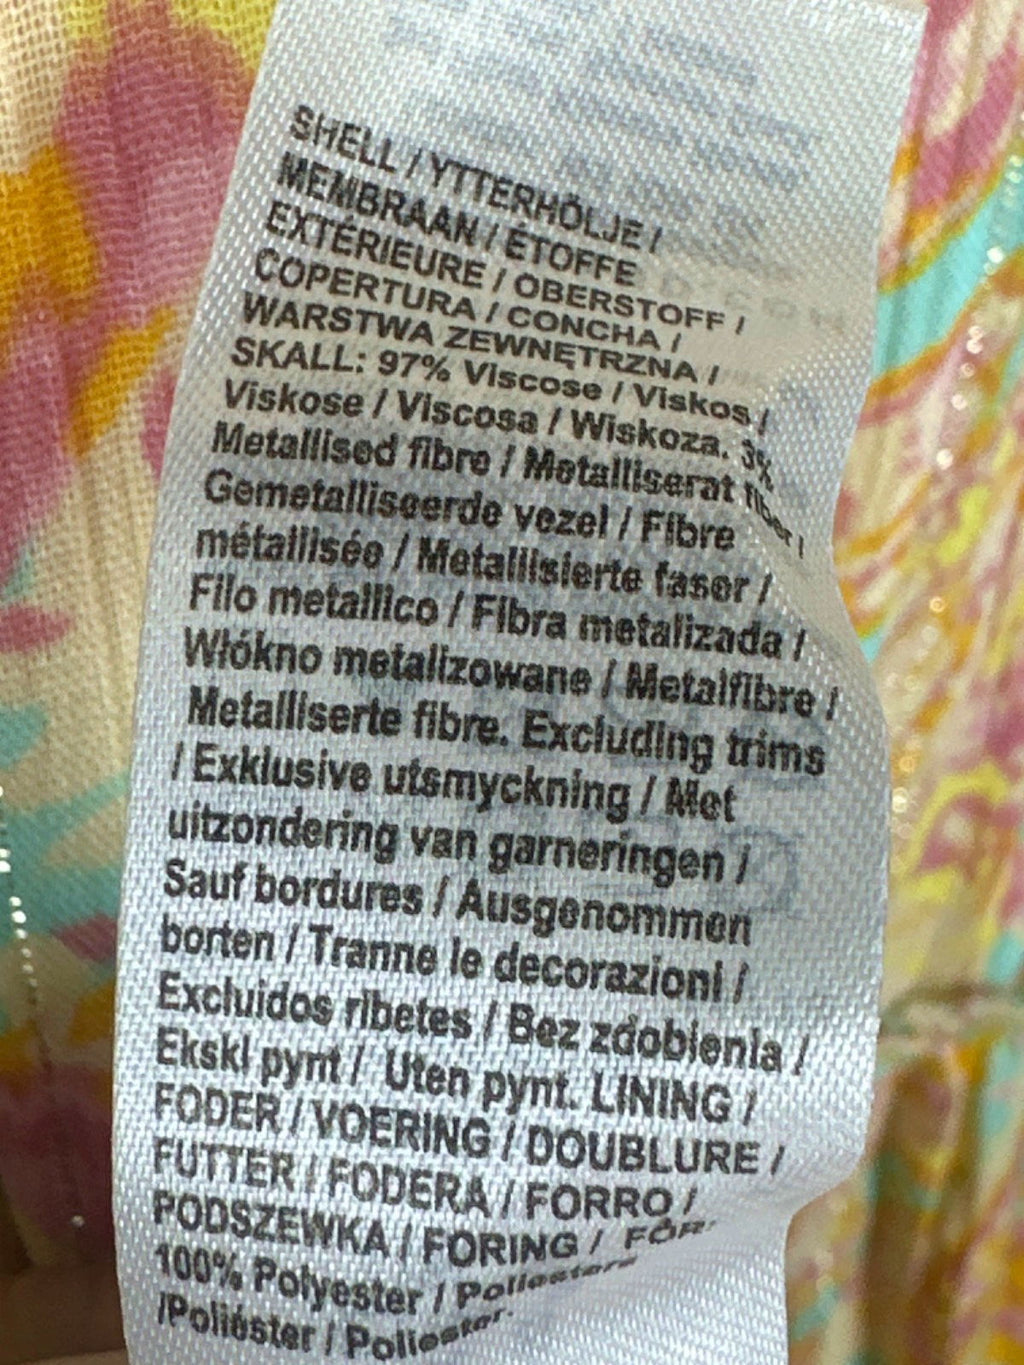 SHELL / YTTERHÖLJE /
MEMBRAAN / ÉTOFFE
EXTÉRIEURE / OBERSTOFF /
COPERTURA / CONCHA /
WARSTWA ZEWNĘTRZNA /
SKALL: 97% Viscose / Viskos /
Viskose / Viscosa / Wiskoza. 3%
Metallised fibre / Metalliserat fiber /
Gemetalliseerde vezel / Fibre
métallisée / Metallisierte faser /
Filo metallico / Fibra metalizada /
Włókno metalizowane / Metalfibre /
Metalliserte fibre. Excluding trims
/ Exklusive utsmyckning / Met
uitzondering van garneringen /
Sauf bordures / Ausgenommen
borten / Tranne le decorazioni /
Excluidos ribetes / Bez zdobienia /
Ekskl pynt / Uten pynt. LINING /
FODER / VOERING / DOUBLURE /
FUTTER / FODERA / FORRO /
PODSZEWKA / FORING / FÔR:
100% Polyester / Poliestere
/Poliéster / Poliester.